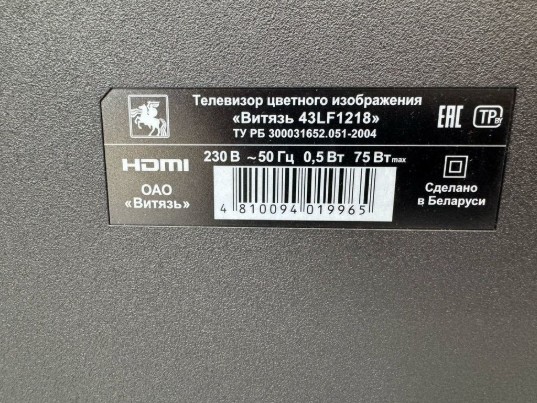 Телевизор цветного изображения
«Витязь 43LF1218»
ТУ РБ 300031652.051-2004
EAC TP BY
HDMI 230 В ~50 Гц 0,5 Вт 75 Вт max
ОАО
«Витязь»
4 810094 019965
Сделано
в Беларуси